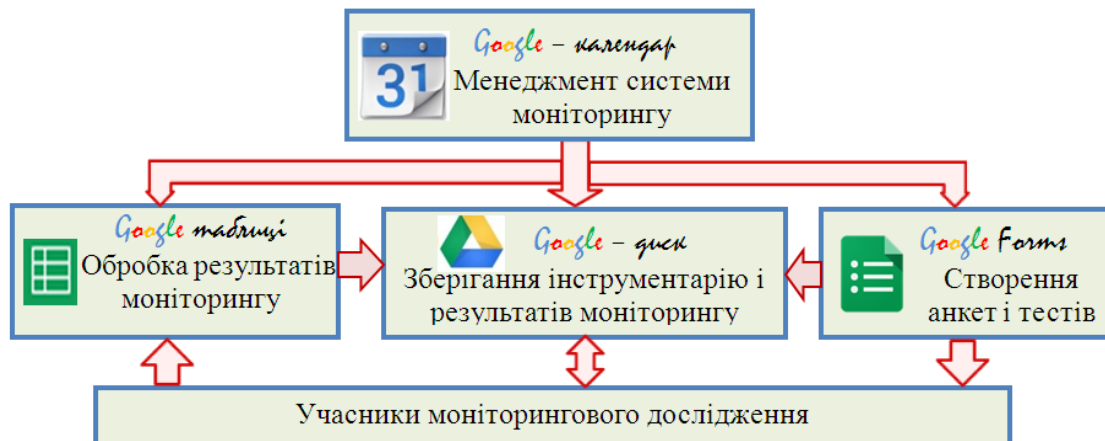 31
Google – календар
Менеджмент системи
моніторингу
Google таблиці
Обробка результатів
моніторингу
Google – диск
Зберігання інструментарію і
результатів моніторингу
Google Forms
Створення
анкет і тестів
Учасники моніторингового дослідження